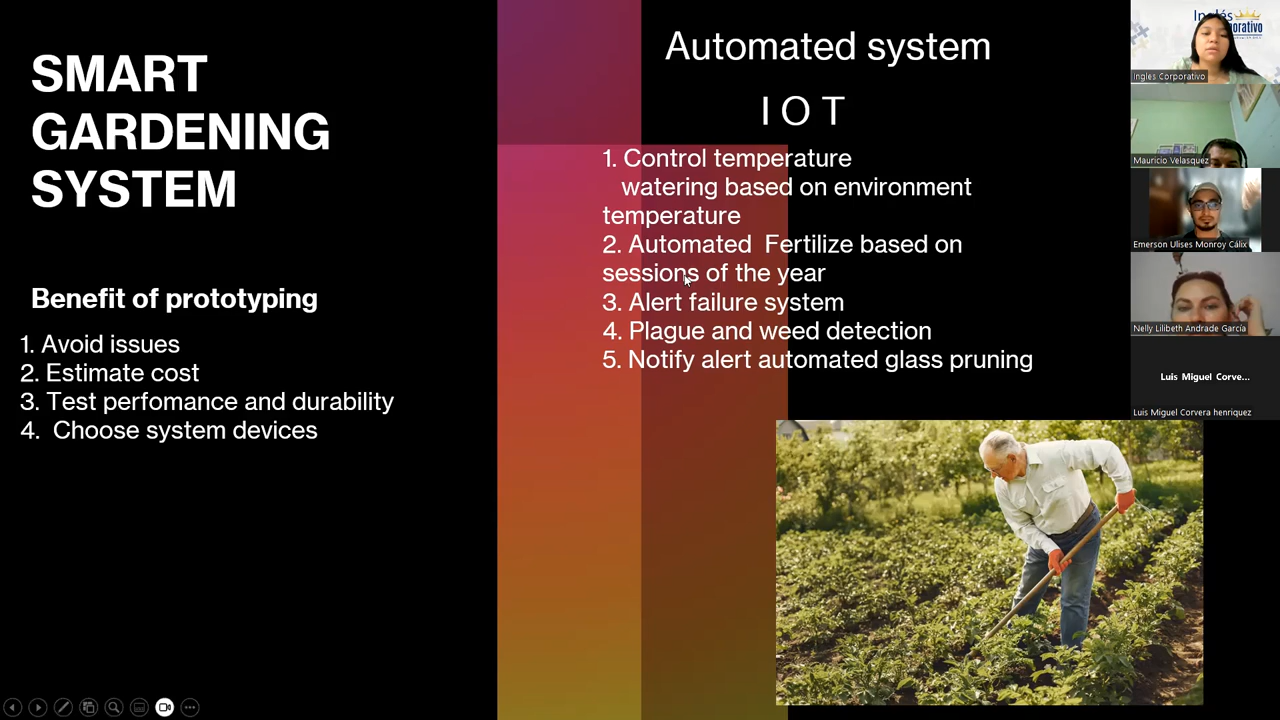 SMART
GARDENING
SYSTEM
Benefit of prototyping
1. Avoid issues
2. Estimate cost
3. Test perfomance and durability
4. Choose system devices
Automated system
I O T
1. Control temperature
watering based on environment
temperature
2. Automated Fertilize based on
sessions of the year
3. Alert failure system
4. Plague and weed detection
5. Notify alert automated glass pruning
Ingles Corporativo
Mauricio Velasquez
Emerson Ulises Monroy Cálix
Nelly Lilibeth Andrade García
Luis Miguel Corve...
Luis Miguel Corvera henriquez